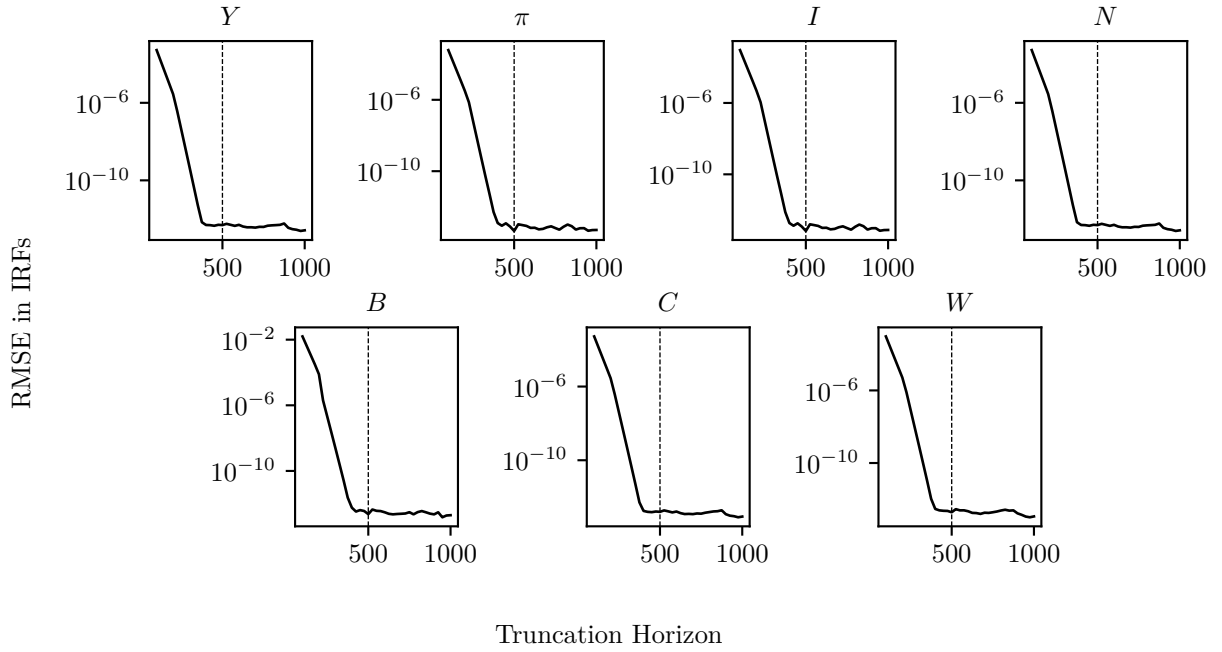 Y π I N
10⁻⁶ 10⁻⁶ 10⁻⁶ 10⁻⁶
10⁻¹⁰ 10⁻¹⁰ 10⁻¹⁰ 10⁻¹⁰
500 1000 500 1000 500 1000 500 1000
RMSE in IRFs
B C W
10⁻²
10⁻⁶ 10⁻⁶ 10⁻⁶
10⁻¹⁰ 10⁻¹⁰ 10⁻¹⁰
500 1000 500 1000 500 1000
Truncation Horizon